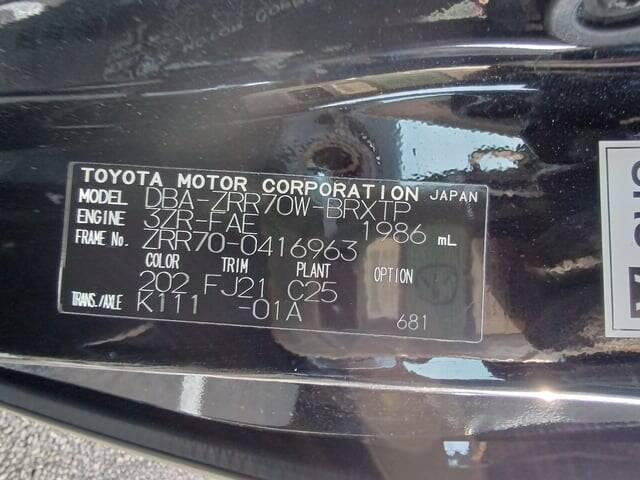 TOYOTA MOTOR CORPORATION JAPAN
MODEL DBA-ZRR70W-BRXTP
ENGINE 3ZR-FAE 1986 mL
FRAME No. ZRR70-0416963
COLOR TRIM PLANT OPTION
202 FJ21 C25
TRANS./AXLE K111 -01A 681